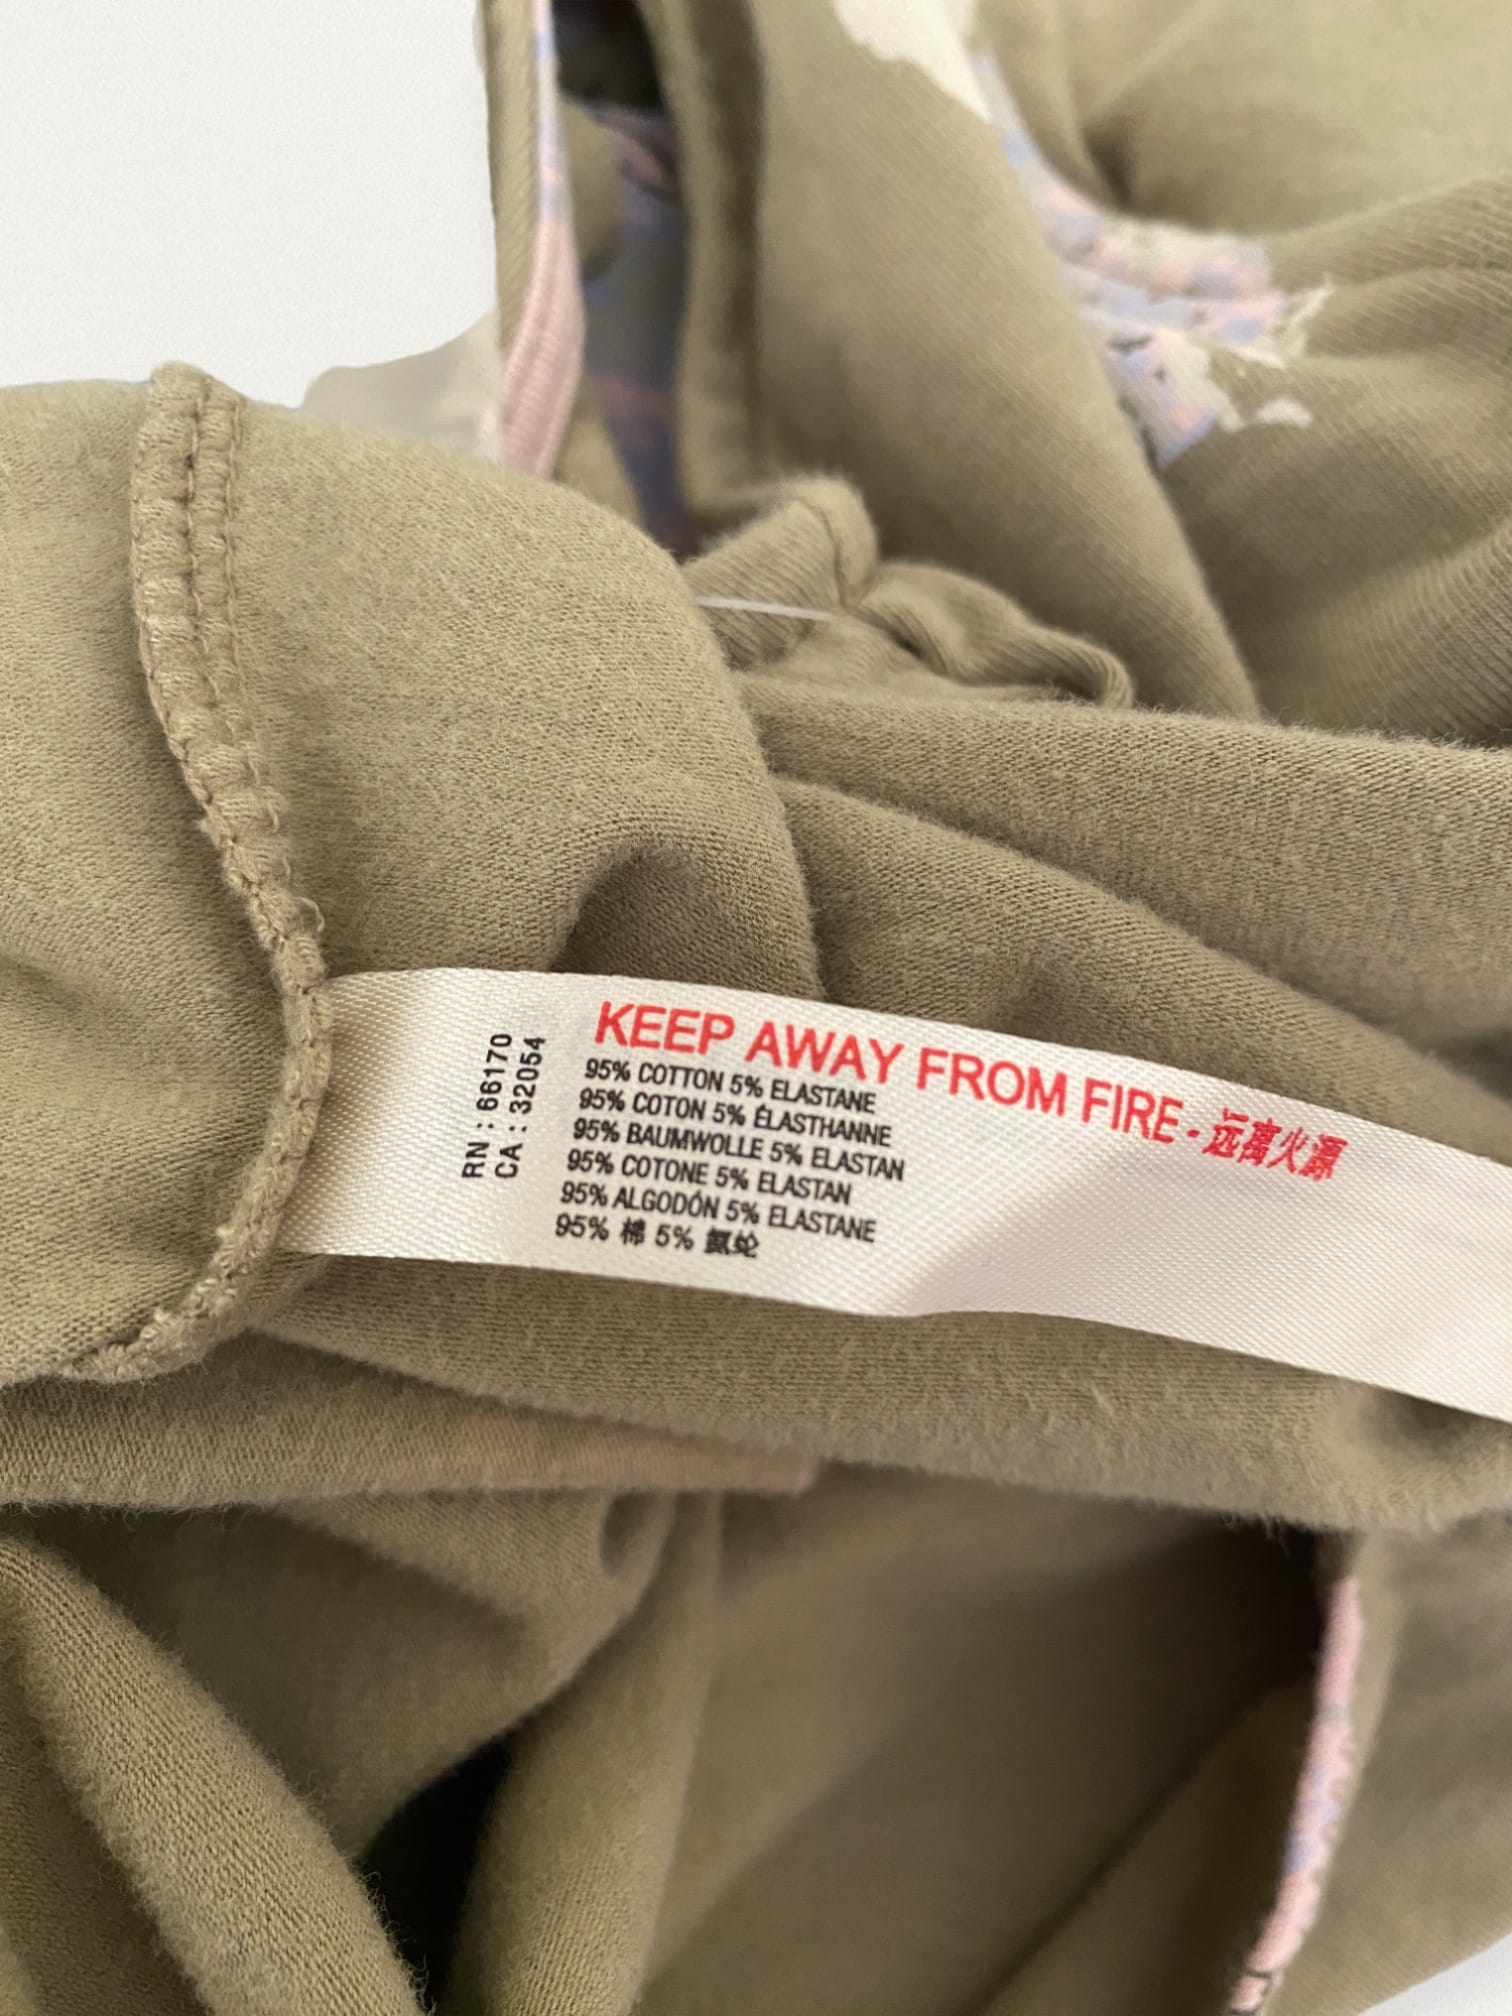 RN : 66170
CA : 32054
KEEP AWAY FROM FIRE - 远离火源
95% COTTON 5% ELASTANE
95% COTON 5% ÉLASTHANNE
95% BAUMWOLLE 5% ELASTAN
95% COTONE 5% ELASTAN
95% ALGODÓN 5% ELASTANE
95% 棉 5% 氨纶